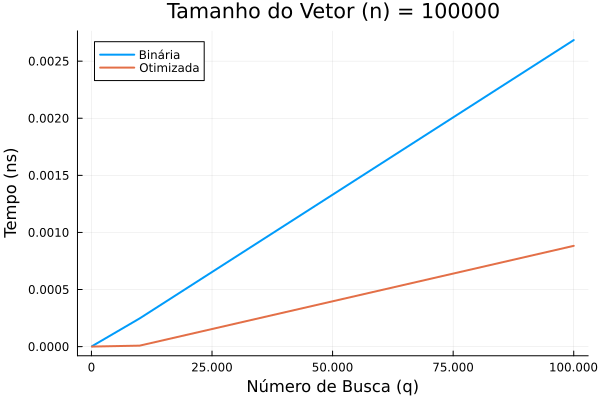 Tamanho do Vetor (n) = 100000
Binária
Otimizada
Tempo (ns)
0.0025
0.0020
0.0015
0.0010
0.0005
0.0000
0 25.000 50.000 75.000 100.000
Número de Busca (q)